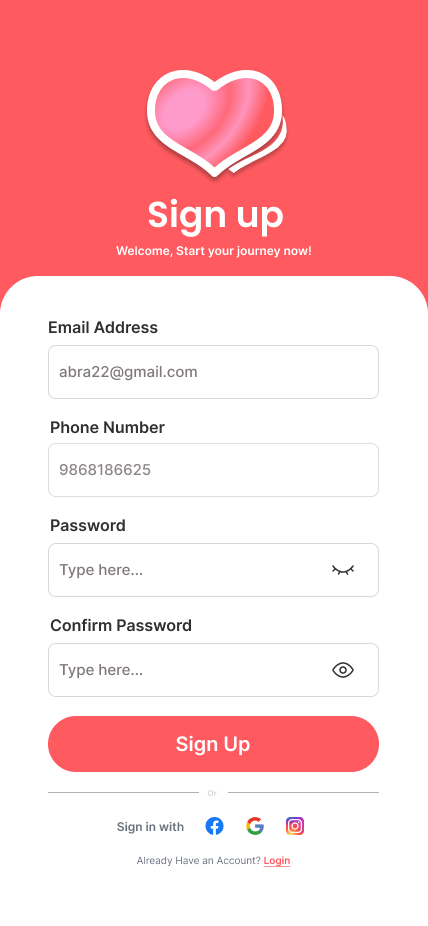 Sign up
Welcome, Start your journey now!
Email Address
abra22@gmail.com
Phone Number
9868186625
Password
Type here...
Confirm Password
Type here...
Sign Up
Or
Sign in with
Already Have an Account? Login